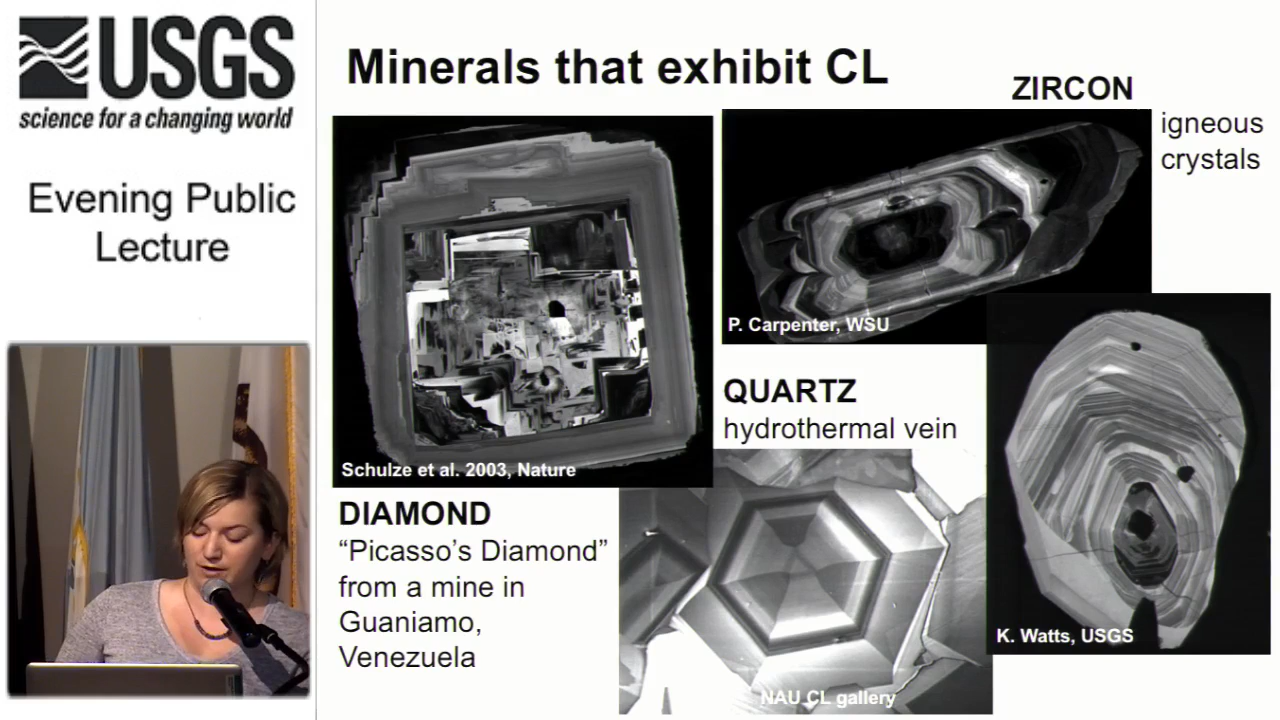 USGS
science for a changing world
Evening Public
Lecture
Minerals that exhibit CL
ZIRCON
igneous
crystals
P. Carpenter, WSU
QUARTZ
hydrothermal vein
Schulze et al. 2003, Nature
DIAMOND
“Picasso’s Diamond”
from a mine in
Guaniamo,
Venezuela
K. Watts, USGS
NAU CL gallery